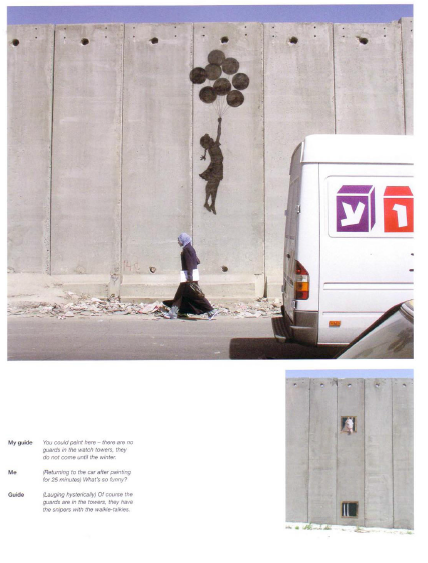 ע ו
My guide You could paint here – there are no
guards in the watch towers, they
do not come until the winter.
Me (Returning to the car after painting
for 25 minutes) What's so funny?
Guide (Lauging hysterically) Of course the
guards are in the towers, they have
the snipers with the walkie-talkies.